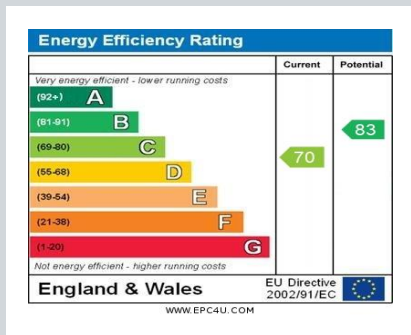 Energy Efficiency Rating
Current Potential
Very energy efficient - lower running costs
(92+) A
(81-91) B
(69-80) C
(55-68) D
(39-54) E
(21-38) F
(1-20) G
70
83
Not energy efficient - higher running costs
England & Wales
EU Directive
2002/91/EC
WWW.EPC4U.COM